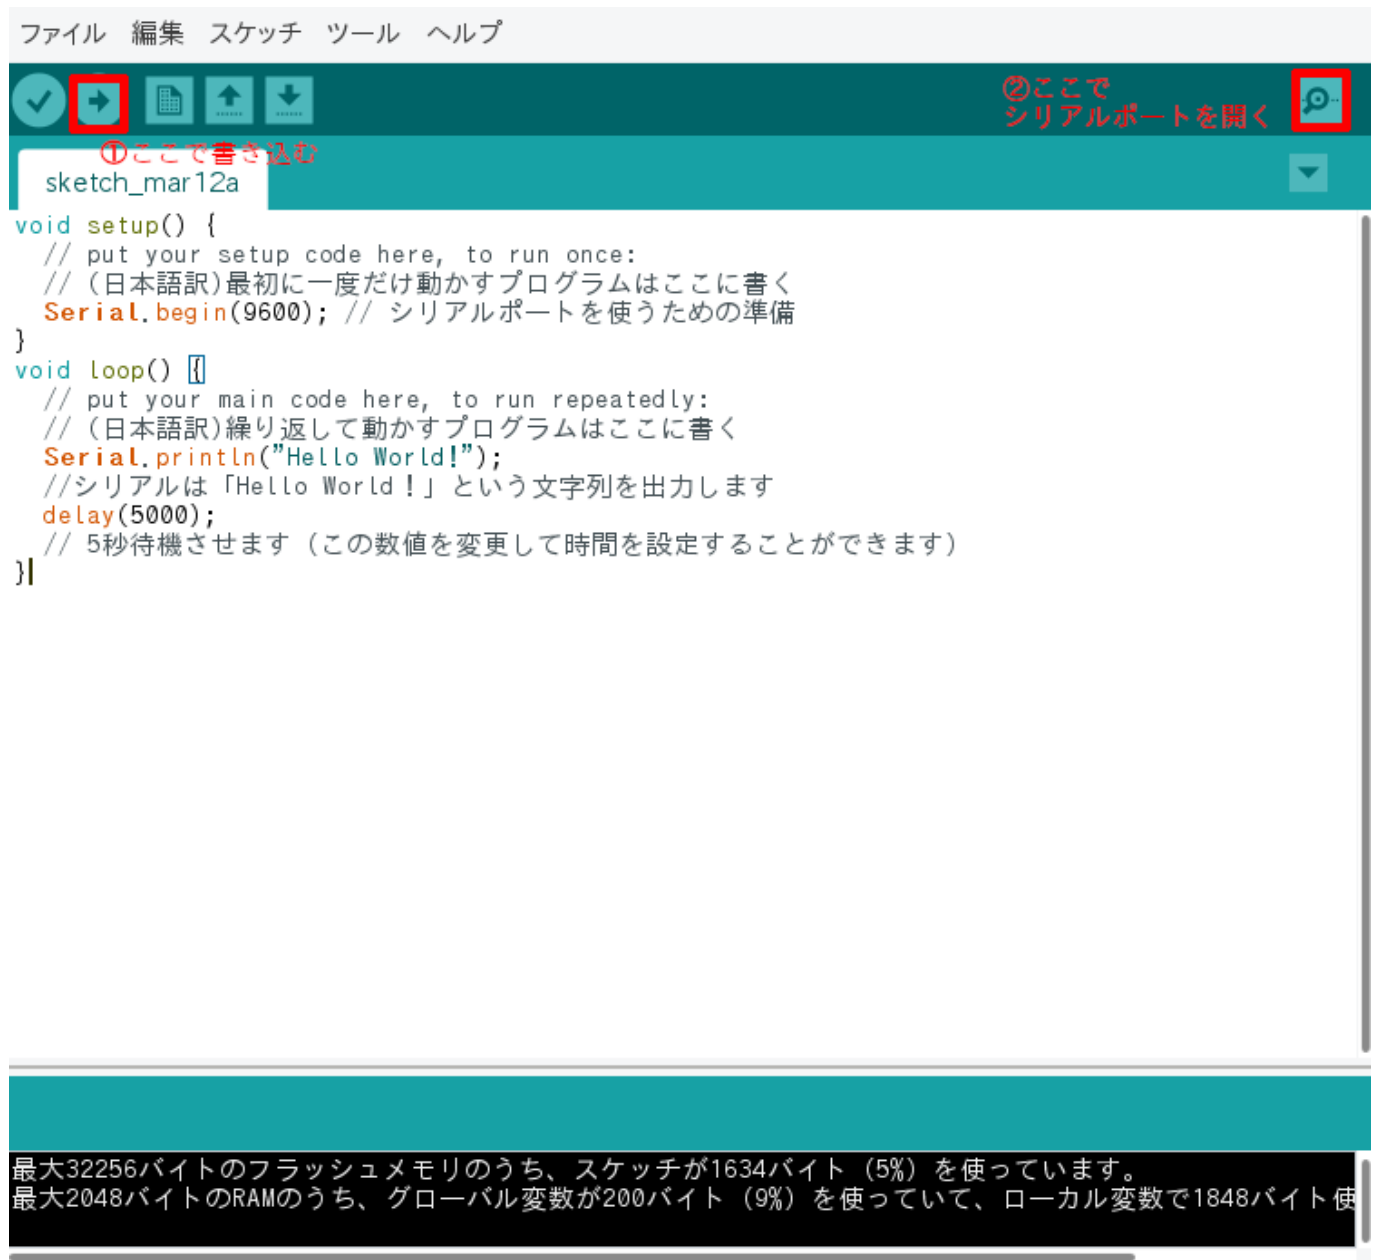 ファイル 編集 スケッチ ツール ヘルプ
②ここで
シリアルポートを開く
①ここで書き込む
sketch_mar12a
void setup() {
  // put your setup code here, to run once:
  // (日本語訳)最初に一度だけ動かすプログラムはここに書く
  Serial.begin(9600); // シリアルポートを使うための準備
}
void loop() {
  // put your main code here, to run repeatedly:
  // (日本語訳)繰り返して動かすプログラムはここに書く
  Serial.println("Hello World!");
  //シリアルは「Hello World！」という文字列を出力します
  delay(5000);
  // 5秒待機させます（この数値を変更して時間を設定することができます）
}
最大32256バイトのフラッシュメモリのうち、スケッチが1634バイト（5%）を使っています。
最大2048バイトのRAMのうち、グローバル変数が200バイト（9%）を使っていて、ローカル変数で1848バイト使